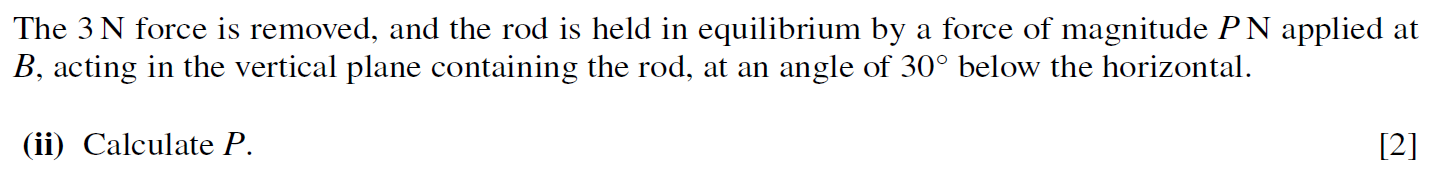 The 3 N force is removed, and the rod is held in equilibrium by a force of magnitude P N applied at
B, acting in the vertical plane containing the rod, at an angle of 30° below the horizontal.
(ii) Calculate P. [2]